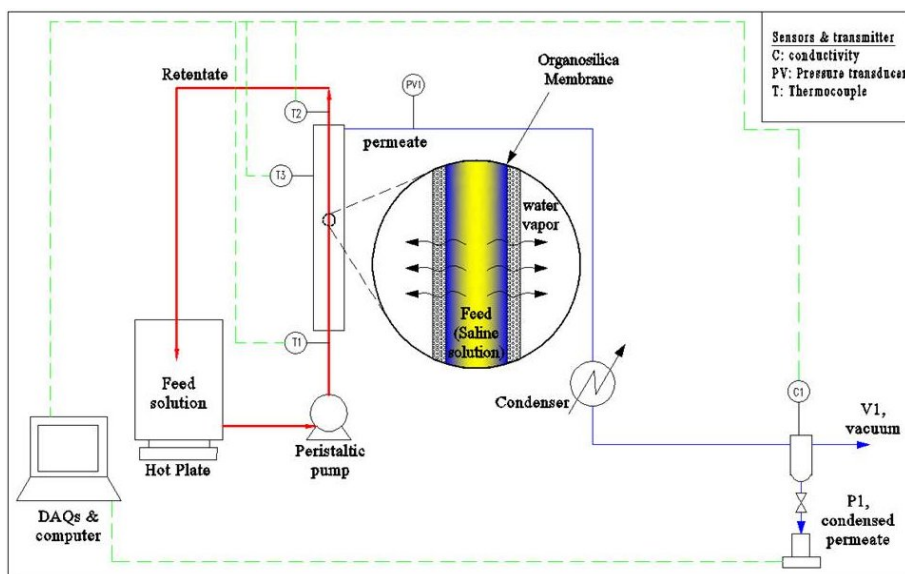 Sensors & transmitter
C: conductivity
PV: Pressure transducer
T: Thermocouple
Organosilica
Membrane
Retentate
PV1
T2
permeate
T3
water
vapor
Feed
(Saline
solution)
T1
Feed
solution
Condenser
C1
V1,
vacuum
Peristaltic
pump
Hot Plate
P1,
condensed
permeate
DAQs &
computer